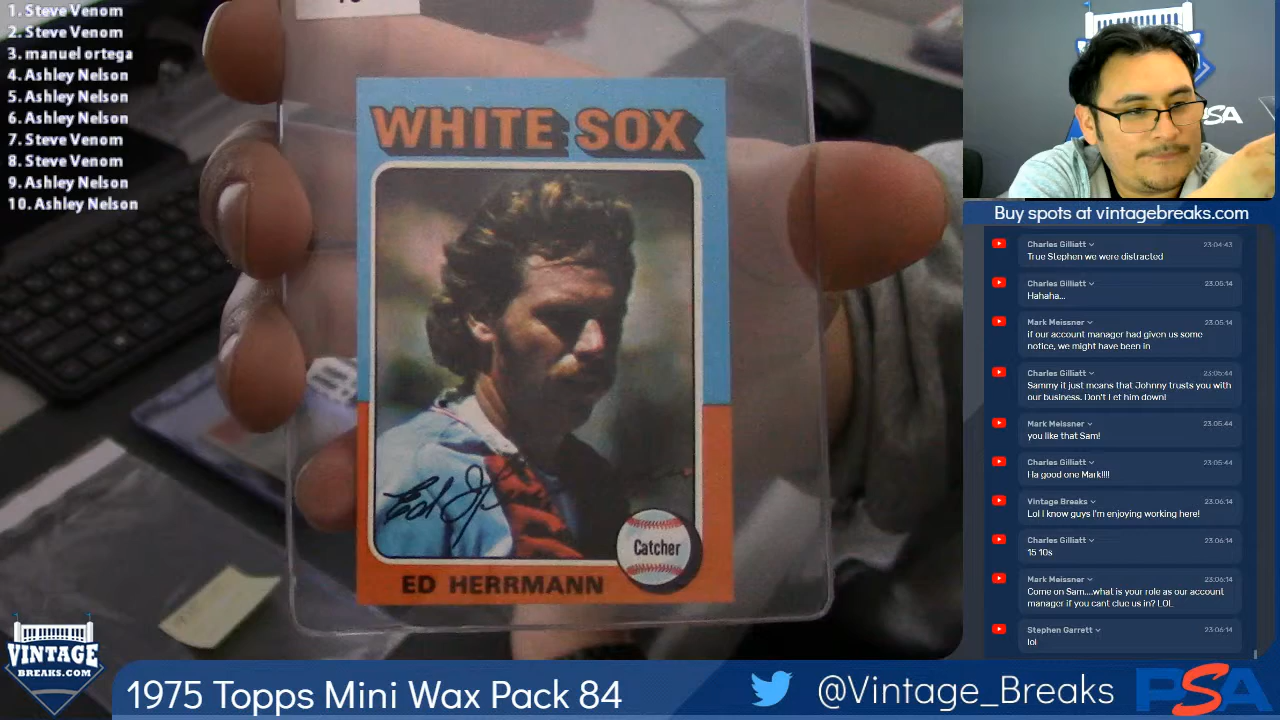 1. Steve Venom
2. Steve Venom
3. manuel ortega
4. Ashley Nelson
5. Ashley Nelson
6. Ashley Nelson
7. Steve Venom
8. Steve Venom
9. Ashley Nelson
10. Ashley Nelson
WHITE SOX
Catcher
ED HERRMANN
SA
Buy spots at vintagebreaks.com
Charles Gilliatt 23:04:43
True Stephen we were distracted
Charles Gilliatt 23:05:14
Hahaha...
Mark Meissner 23:05:14
if our account manager had given us some
notice, we might have been in
Charles Gilliatt 23:05:44
Sammy it just means that Johnny trusts you with
our business. Don't let him down!
Mark Meissner 23:05:44
you like that Sam!
Charles Gilliatt 23:05:44
Ha good one Mark!!!!
Vintage Breaks 23:06:14
Lol I know guys I'm enjoying working here!
Charles Gilliatt 23:06:14
15 10s
Mark Meissner 23:06:14
Come on Sam....what is your role as our account
manager if you cant clue us in? LOL
Stephen Garrett 23:06:14
lol
VINTAGE
BREAKS.COM
1975 Topps Mini Wax Pack 84
@Vintage_Breaks
PSA